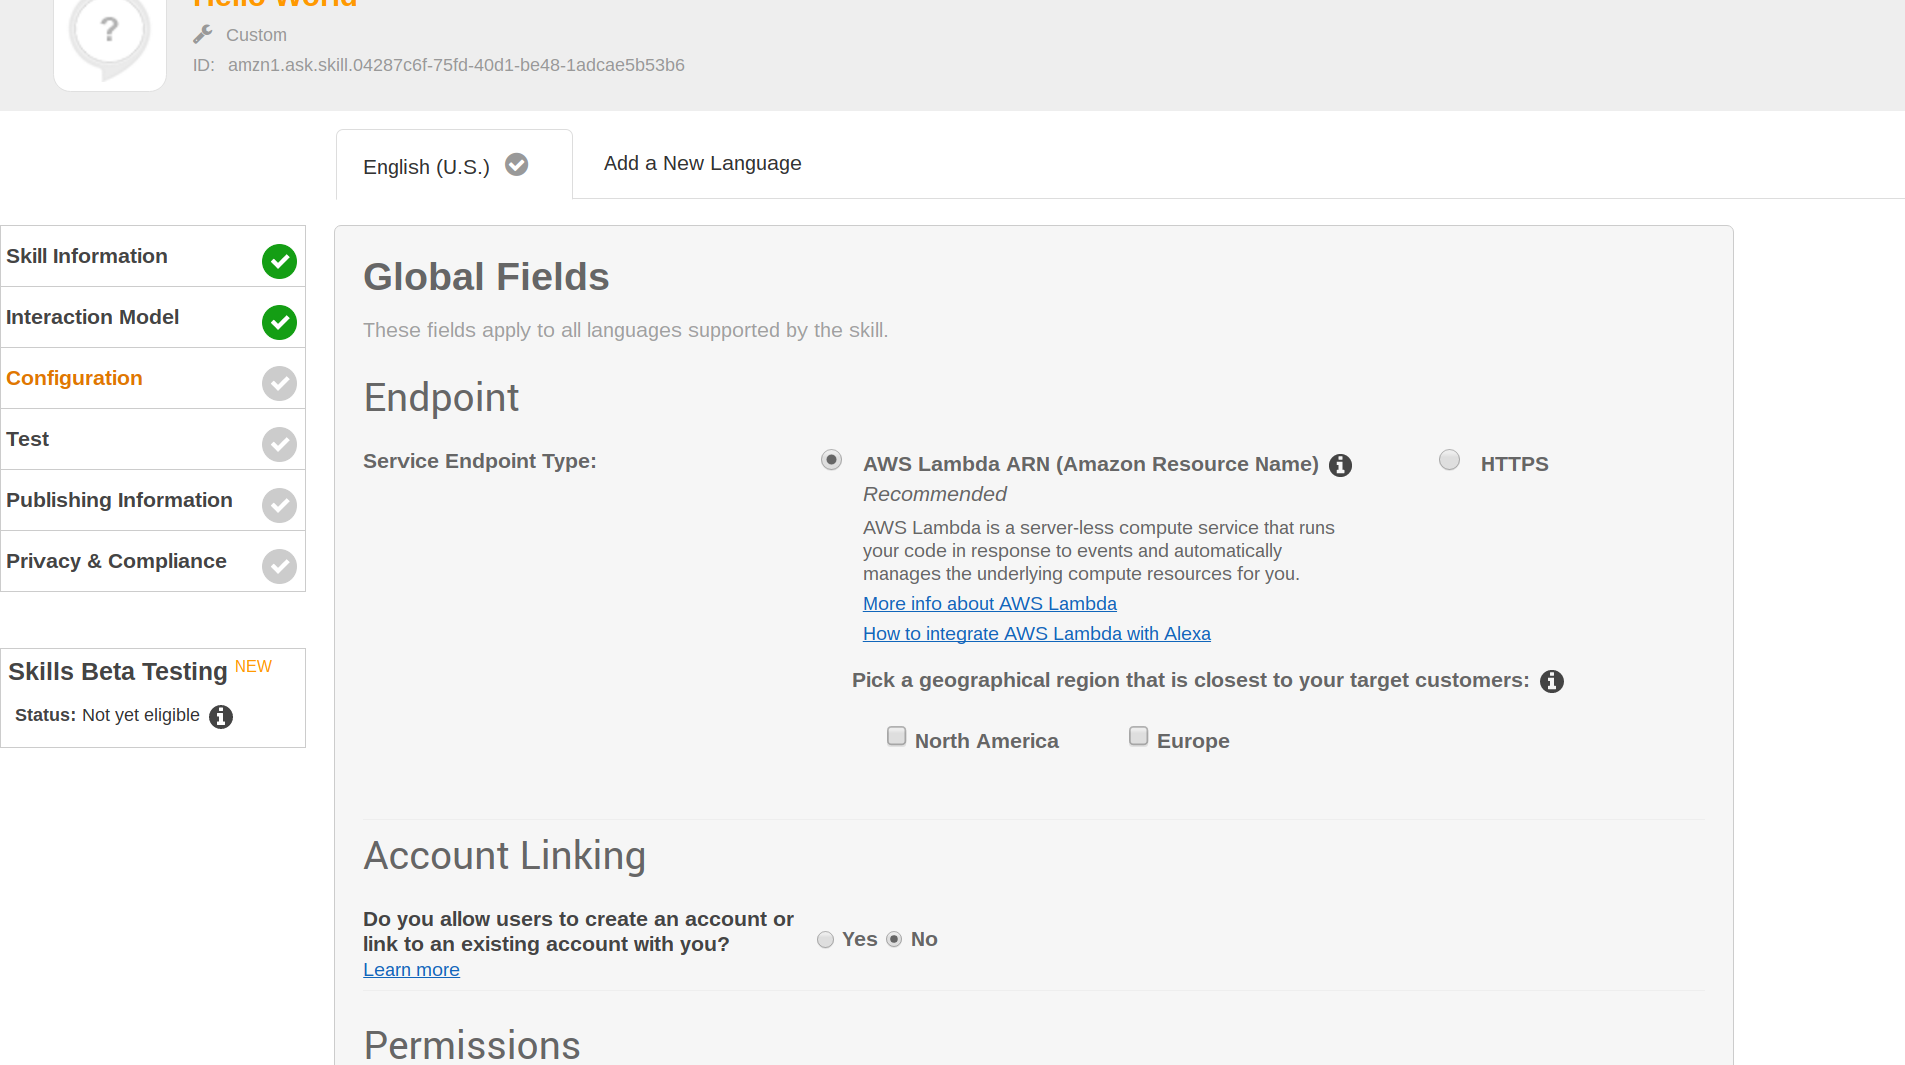 Hello World
?
Custom
ID: amzn1.ask.skill.04287c6f-75fd-40d1-be48-1adcae5b53b6
English (U.S.)
Add a New Language
Skill Information
Interaction Model
Configuration
Test
Publishing Information
Privacy & Compliance
Skills Beta Testing NEW
Status: Not yet eligible
Global Fields
These fields apply to all languages supported by the skill.
Endpoint
Service Endpoint Type:
AWS Lambda ARN (Amazon Resource Name)
Recommended
AWS Lambda is a server-less compute service that runs
your code in response to events and automatically
manages the underlying compute resources for you.
More info about AWS Lambda
How to integrate AWS Lambda with Alexa
HTTPS
Pick a geographical region that is closest to your target customers:
North America
Europe
Account Linking
Do you allow users to create an account or
link to an existing account with you?
Learn more
Yes No
Permissions